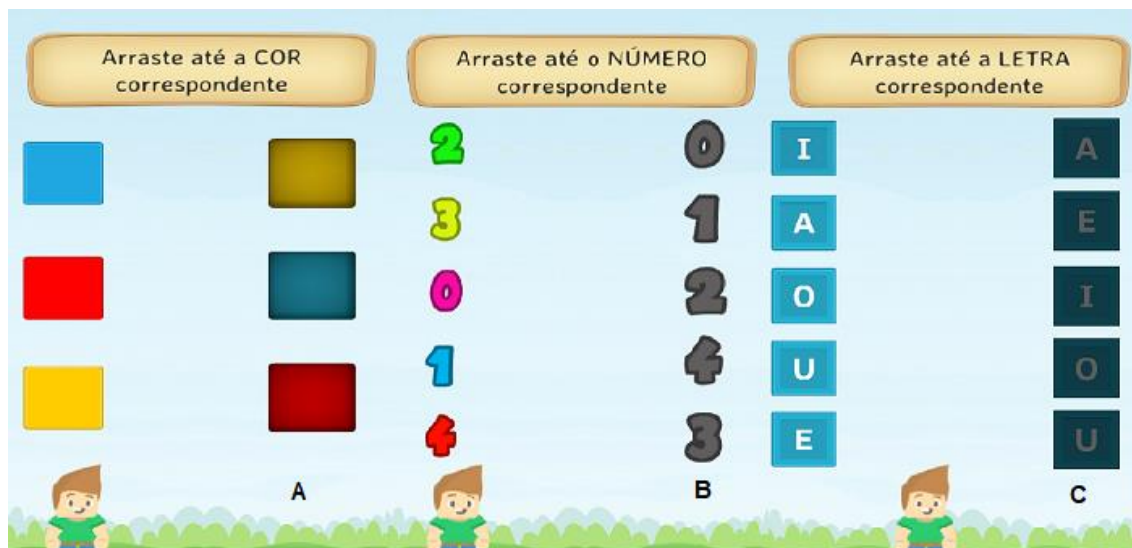 Arraste até a COR
correspondente
A
Arraste até o NÚMERO
correspondente
2 0
3 1
0 2
1 4
4 3
B
Arraste até a LETRA
correspondente
I A
A E
O I
U O
E U
C